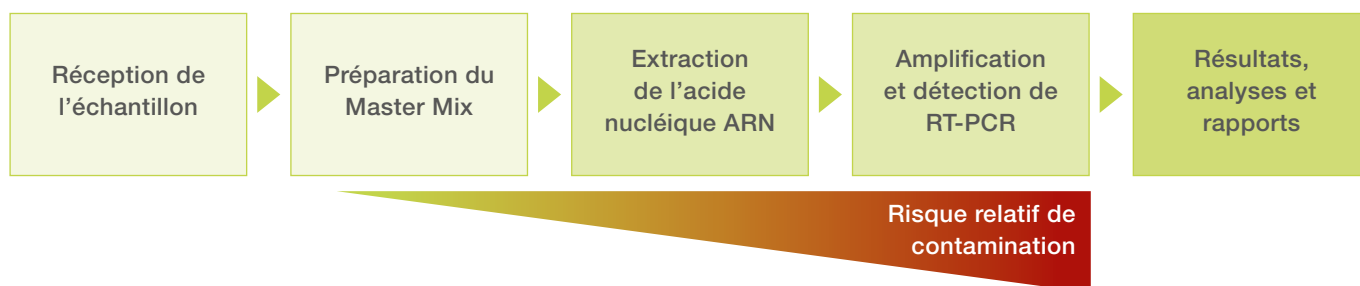 Réception de
l’échantillon
Préparation du
Master Mix
Extraction
de l’acide
nucléique ARN
Amplification
et détection de
RT-PCR
Résultats,
analyses et
rapports
Risque relatif de
contamination